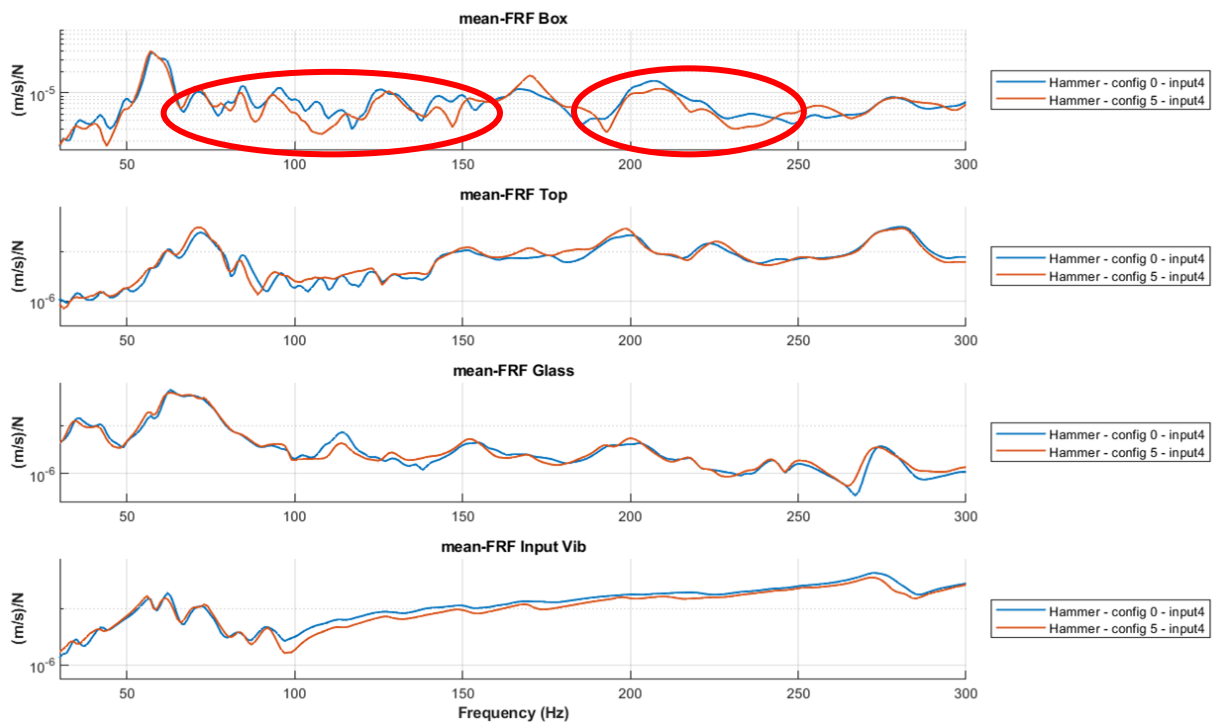 mean-FRF Box
(m/s)/N
10-5
Hammer - config 0 - input4
Hammer - config 5 - input4
50 100 150 200 250 300
mean-FRF Top
(m/s)/N
10-6
Hammer - config 0 - input4
Hammer - config 5 - input4
50 100 150 200 250 300
mean-FRF Glass
(m/s)/N
10-6
Hammer - config 0 - input4
Hammer - config 5 - input4
50 100 150 200 250 300
mean-FRF Input Vib
(m/s)/N
10-6
Hammer - config 0 - input4
Hammer - config 5 - input4
50 100 150 200 250 300
Frequency (Hz)